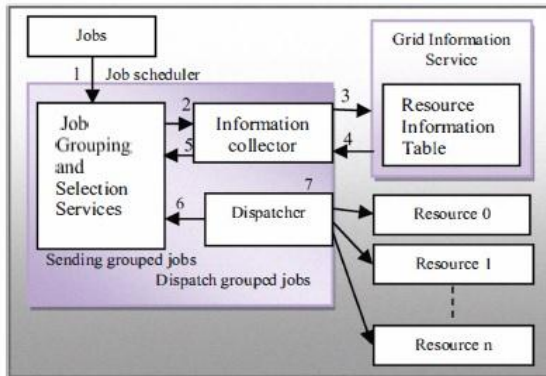 Jobs
Grid Information
Service
1
Job scheduler
2
3
Job
Grouping
and
Selection
Services
Information
collector
Resource
Information
Table
5
4
7
6
Dispatcher
Resource 0
Sending grouped jobs
Resource 1
Dispatch grouped jobs
Resource n